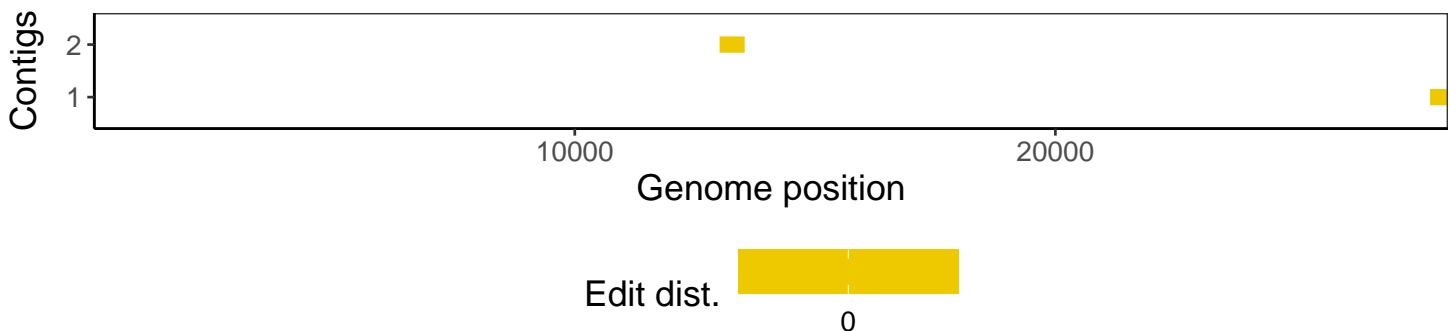 Contigs
2
1
10000 20000
Genome position
Edit dist.
0